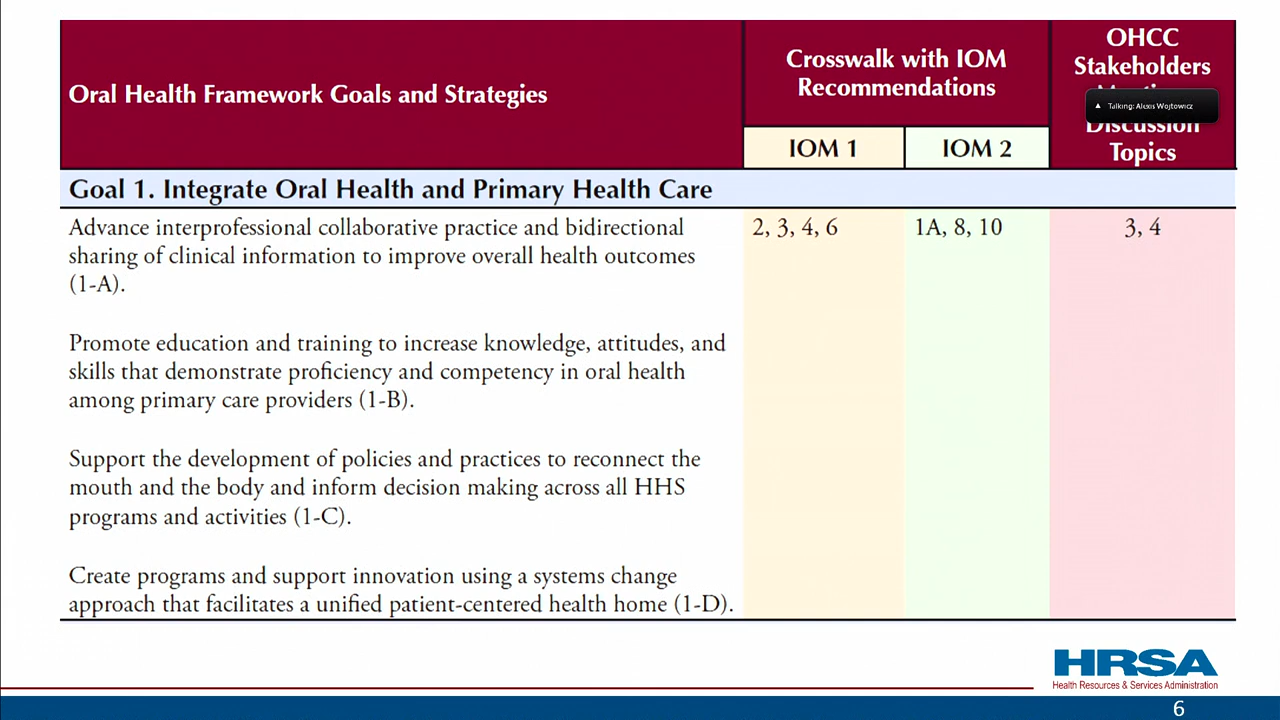 Oral Health Framework Goals and Strategies
Crosswalk with IOM
Recommendations
IOM 1
IOM 2
OHCC
Stakeholders
Talking: Alexis Wojtowicz
Discussion
Topics
Goal 1. Integrate Oral Health and Primary Health Care
Advance interprofessional collaborative practice and bidirectional
sharing of clinical information to improve overall health outcomes
(1-A).
2, 3, 4, 6
1A, 8, 10
3, 4
Promote education and training to increase knowledge, attitudes, and
skills that demonstrate proficiency and competency in oral health
among primary care providers (1-B).
Support the development of policies and practices to reconnect the
mouth and the body and inform decision making across all HHS
programs and activities (1-C).
Create programs and support innovation using a systems change
approach that facilitates a unified patient-centered health home (1-D).
HRSA
Health Resources & Services Administration
6